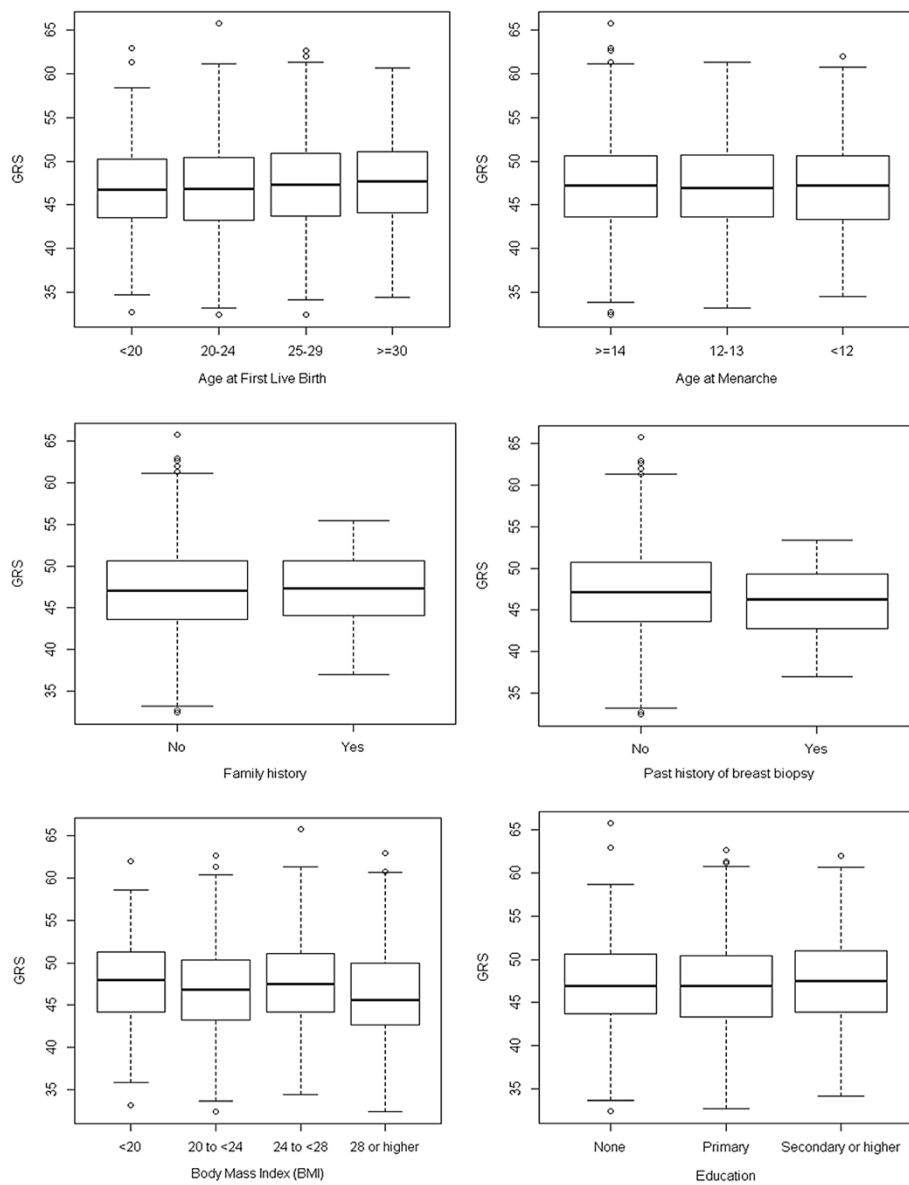 GRS
65
60
55
50
45
40
35
<20 20-24 25-29 >=30
Age at First Live Birth
GRS
65
60
55
50
45
40
35
>=14 12-13 <12
Age at Menarche
GRS
65
60
55
50
45
40
35
No Yes
Family history
GRS
65
60
55
50
45
40
35
No Yes
Past history of breast biopsy
GRS
65
60
55
50
45
40
35
<20 20 to <24 24 to <28 28 or higher
Body Mass Index (BMI)
GRS
65
60
55
50
45
40
35
None Primary Secondary or higher
Education